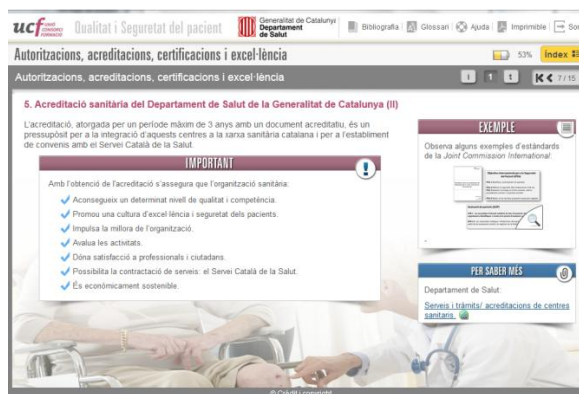 ucf UNIÓ CONSORCI FORMACIÓ
Qualitat i Seguretat del pacient
Generalitat de Catalunya
Departament
de Salut
Bibliografia
Glossari
Ajuda
Imprimible
Autoritzacions, acreditacions, certificacions i excel·lència
53%
Índex
Autoritzacions, acreditacions, certificacions i excel·lència
i
1
t
7/15
5. Acreditació sanitària del Departament de Salut de la Generalitat de Catalunya (II)
L'acreditació, atorgada per un període màxim de 3 anys amb un document acreditatiu, és un
pressupòsit per a la integració d'aquests centres a la xarxa sanitària catalana i per a l'establiment
de convenis amb el Servei Català de la Salut.
IMPORTANT
Amb l'obtenció de l'acreditació s'assegura que l'organització sanitària:
Aconsegueix un determinat nivell de qualitat i competència.
Promou una cultura d'excel·lència i seguretat dels pacients.
Impulsa la millora de l'organització.
Avalua les activitats.
Dóna satisfacció a professionals i ciutadans.
Possibilita la contractació de serveis: el Servei Català de la Salut.
És econòmicament sostenible.
EXEMPLE
Observa alguns exemples d'estàndards
de la Joint Commission International:
PER SABER MÉS
Departament de Salut:
Serveis i tràmits/ acreditacions de centres
sanitaris.
© Crèdit i copyright